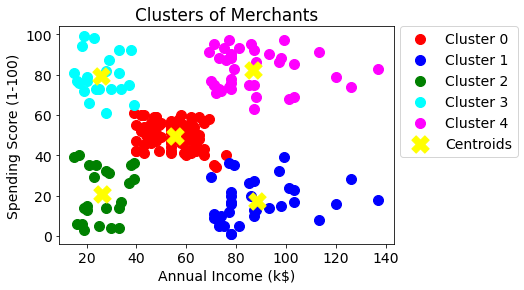 Clusters of Merchants
Spending Score (1-100)
100
80
60
40
20
0
20
40
60
80
100
120
140
Annual Income (k$)
Cluster 0
Cluster 1
Cluster 2
Cluster 3
Cluster 4
Centroids